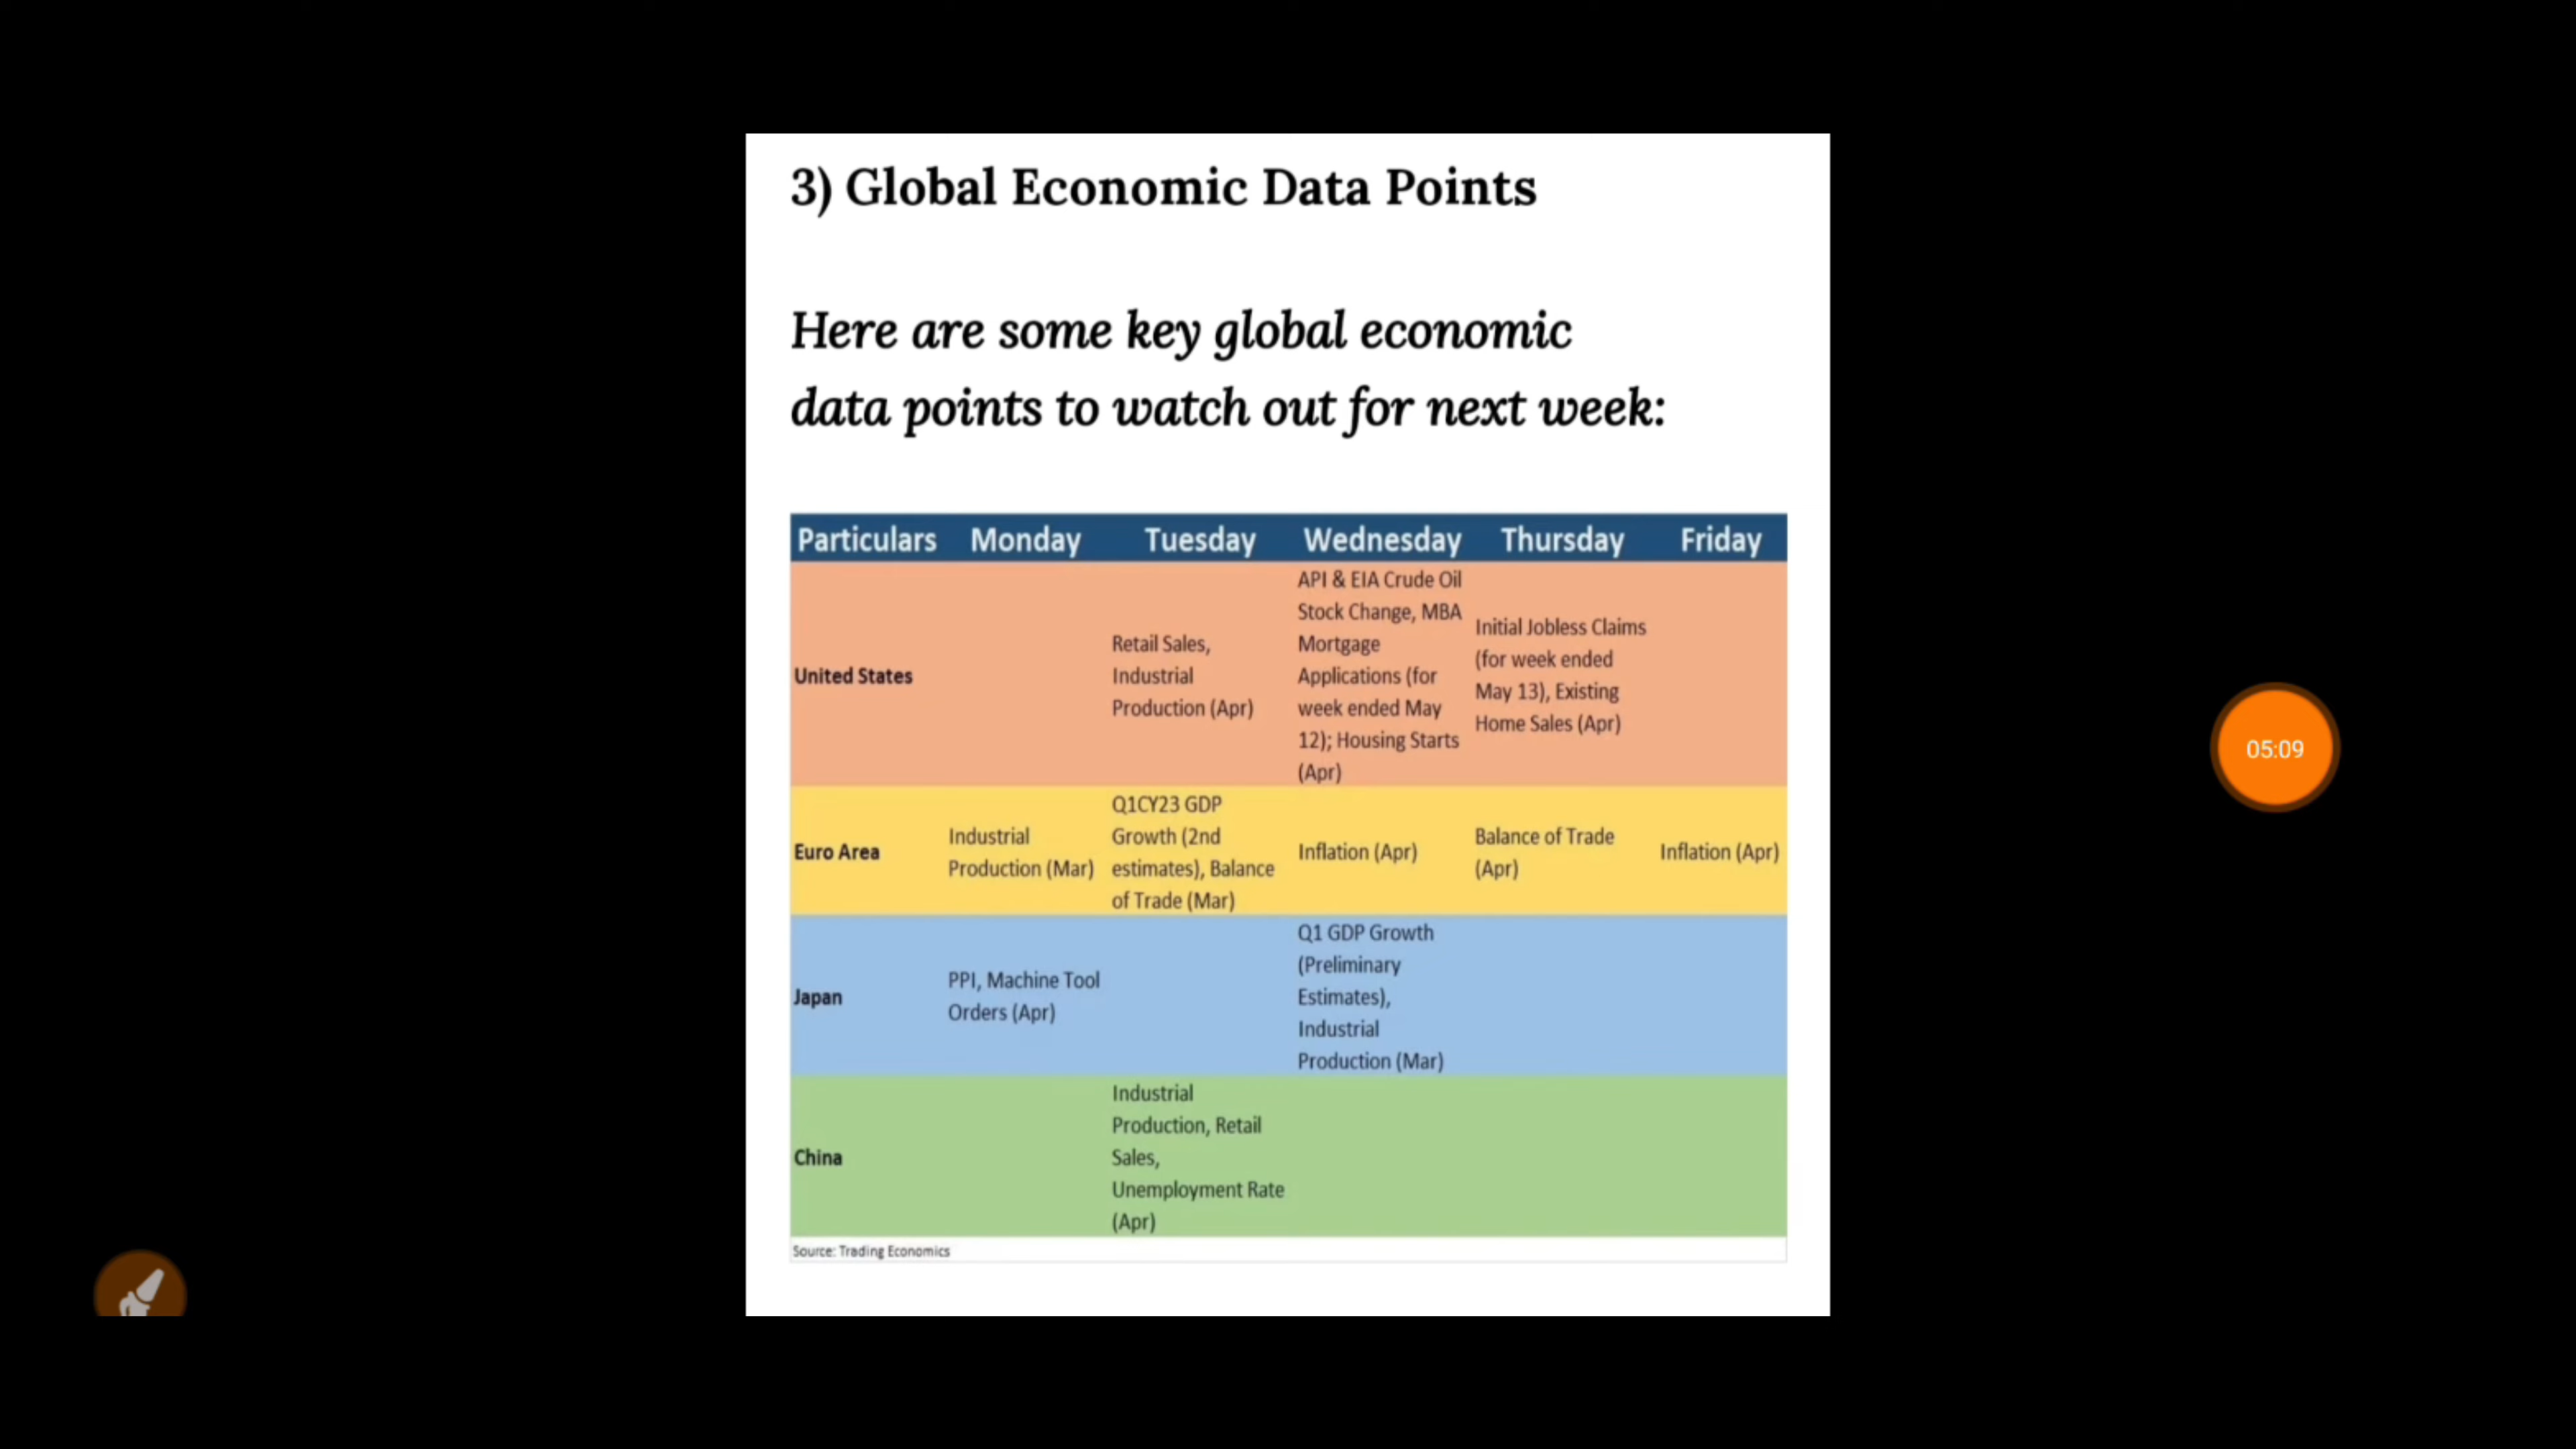 3) Global Economic Data Points
Here are some key global economic
data points to watch out for next week:
Particulars Monday Tuesday Wednesday Thursday Friday
United States
Retail Sales,
Industrial
Production (Apr)
API & EIA Crude Oil
Stock Change, MBA
Mortgage
Applications (for
week ended May
12); Housing Starts
(Apr)
Initial Jobless Claims
(for week ended
May 13), Existing
Home Sales (Apr)
Euro Area
Industrial
Production (Mar)
Q1CY23 GDP
Growth (2nd
estimates), Balance
of Trade (Mar)
Inflation (Apr)
Balance of Trade
(Apr)
Inflation (Apr)
Japan
PPI, Machine Tool
Orders (Apr)
Q1 GDP Growth
(Preliminary
Estimates),
Industrial
Production (Mar)
China
Industrial
Production, Retail
Sales,
Unemployment Rate
(Apr)
Source: Trading Economics
05:09